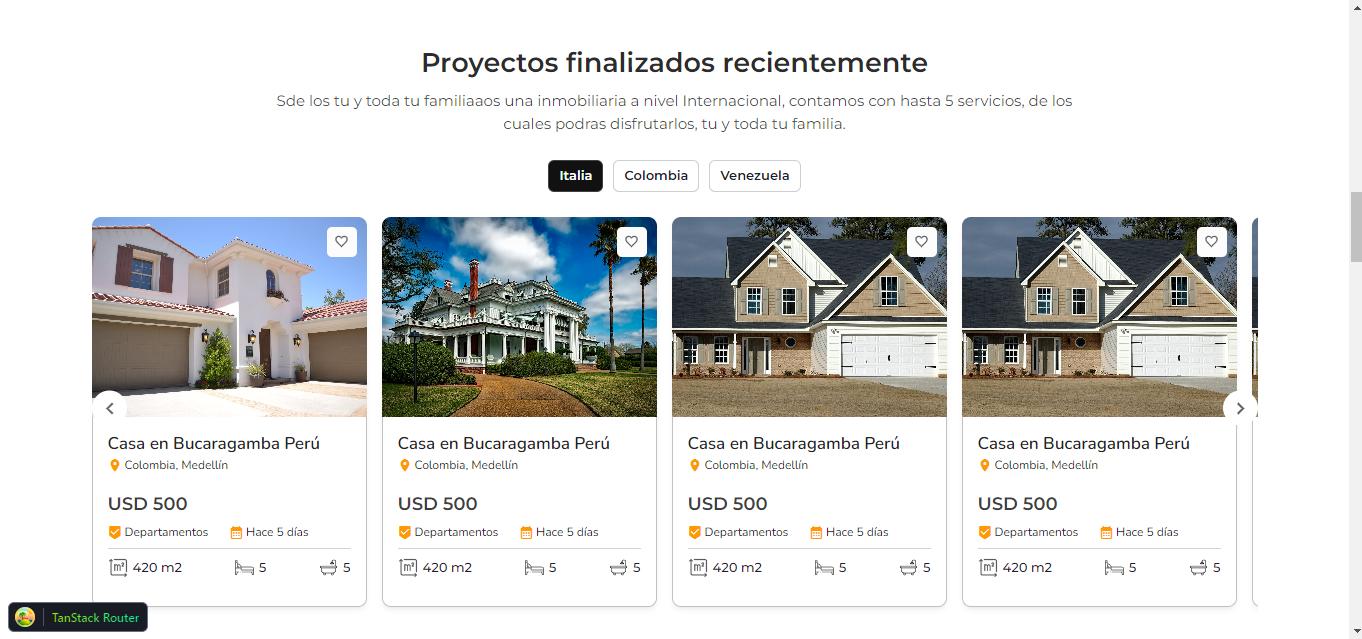 Proyectos finalizados recientemente
Sde los tu y toda tu familiaaos una inmobiliaria a nivel Internacional, contamos con hasta 5 servicios, de los
cuales podras disfrutarlos, tu y toda tu familia.
Italia
Colombia
Venezuela
Casa en Bucaragamba Perú
Colombia, Medellín
USD 500
Departamentos
Hace 5 días
420 m2
5
5
Casa en Bucaragamba Perú
Colombia, Medellín
USD 500
Departamentos
Hace 5 días
420 m2
5
5
Casa en Bucaragamba Perú
Colombia, Medellín
USD 500
Departamentos
Hace 5 días
420 m2
5
5
Casa en Bucaragamba Perú
Colombia, Medellín
USD 500
Departamentos
Hace 5 días
420 m2
5
5
TanStack Router